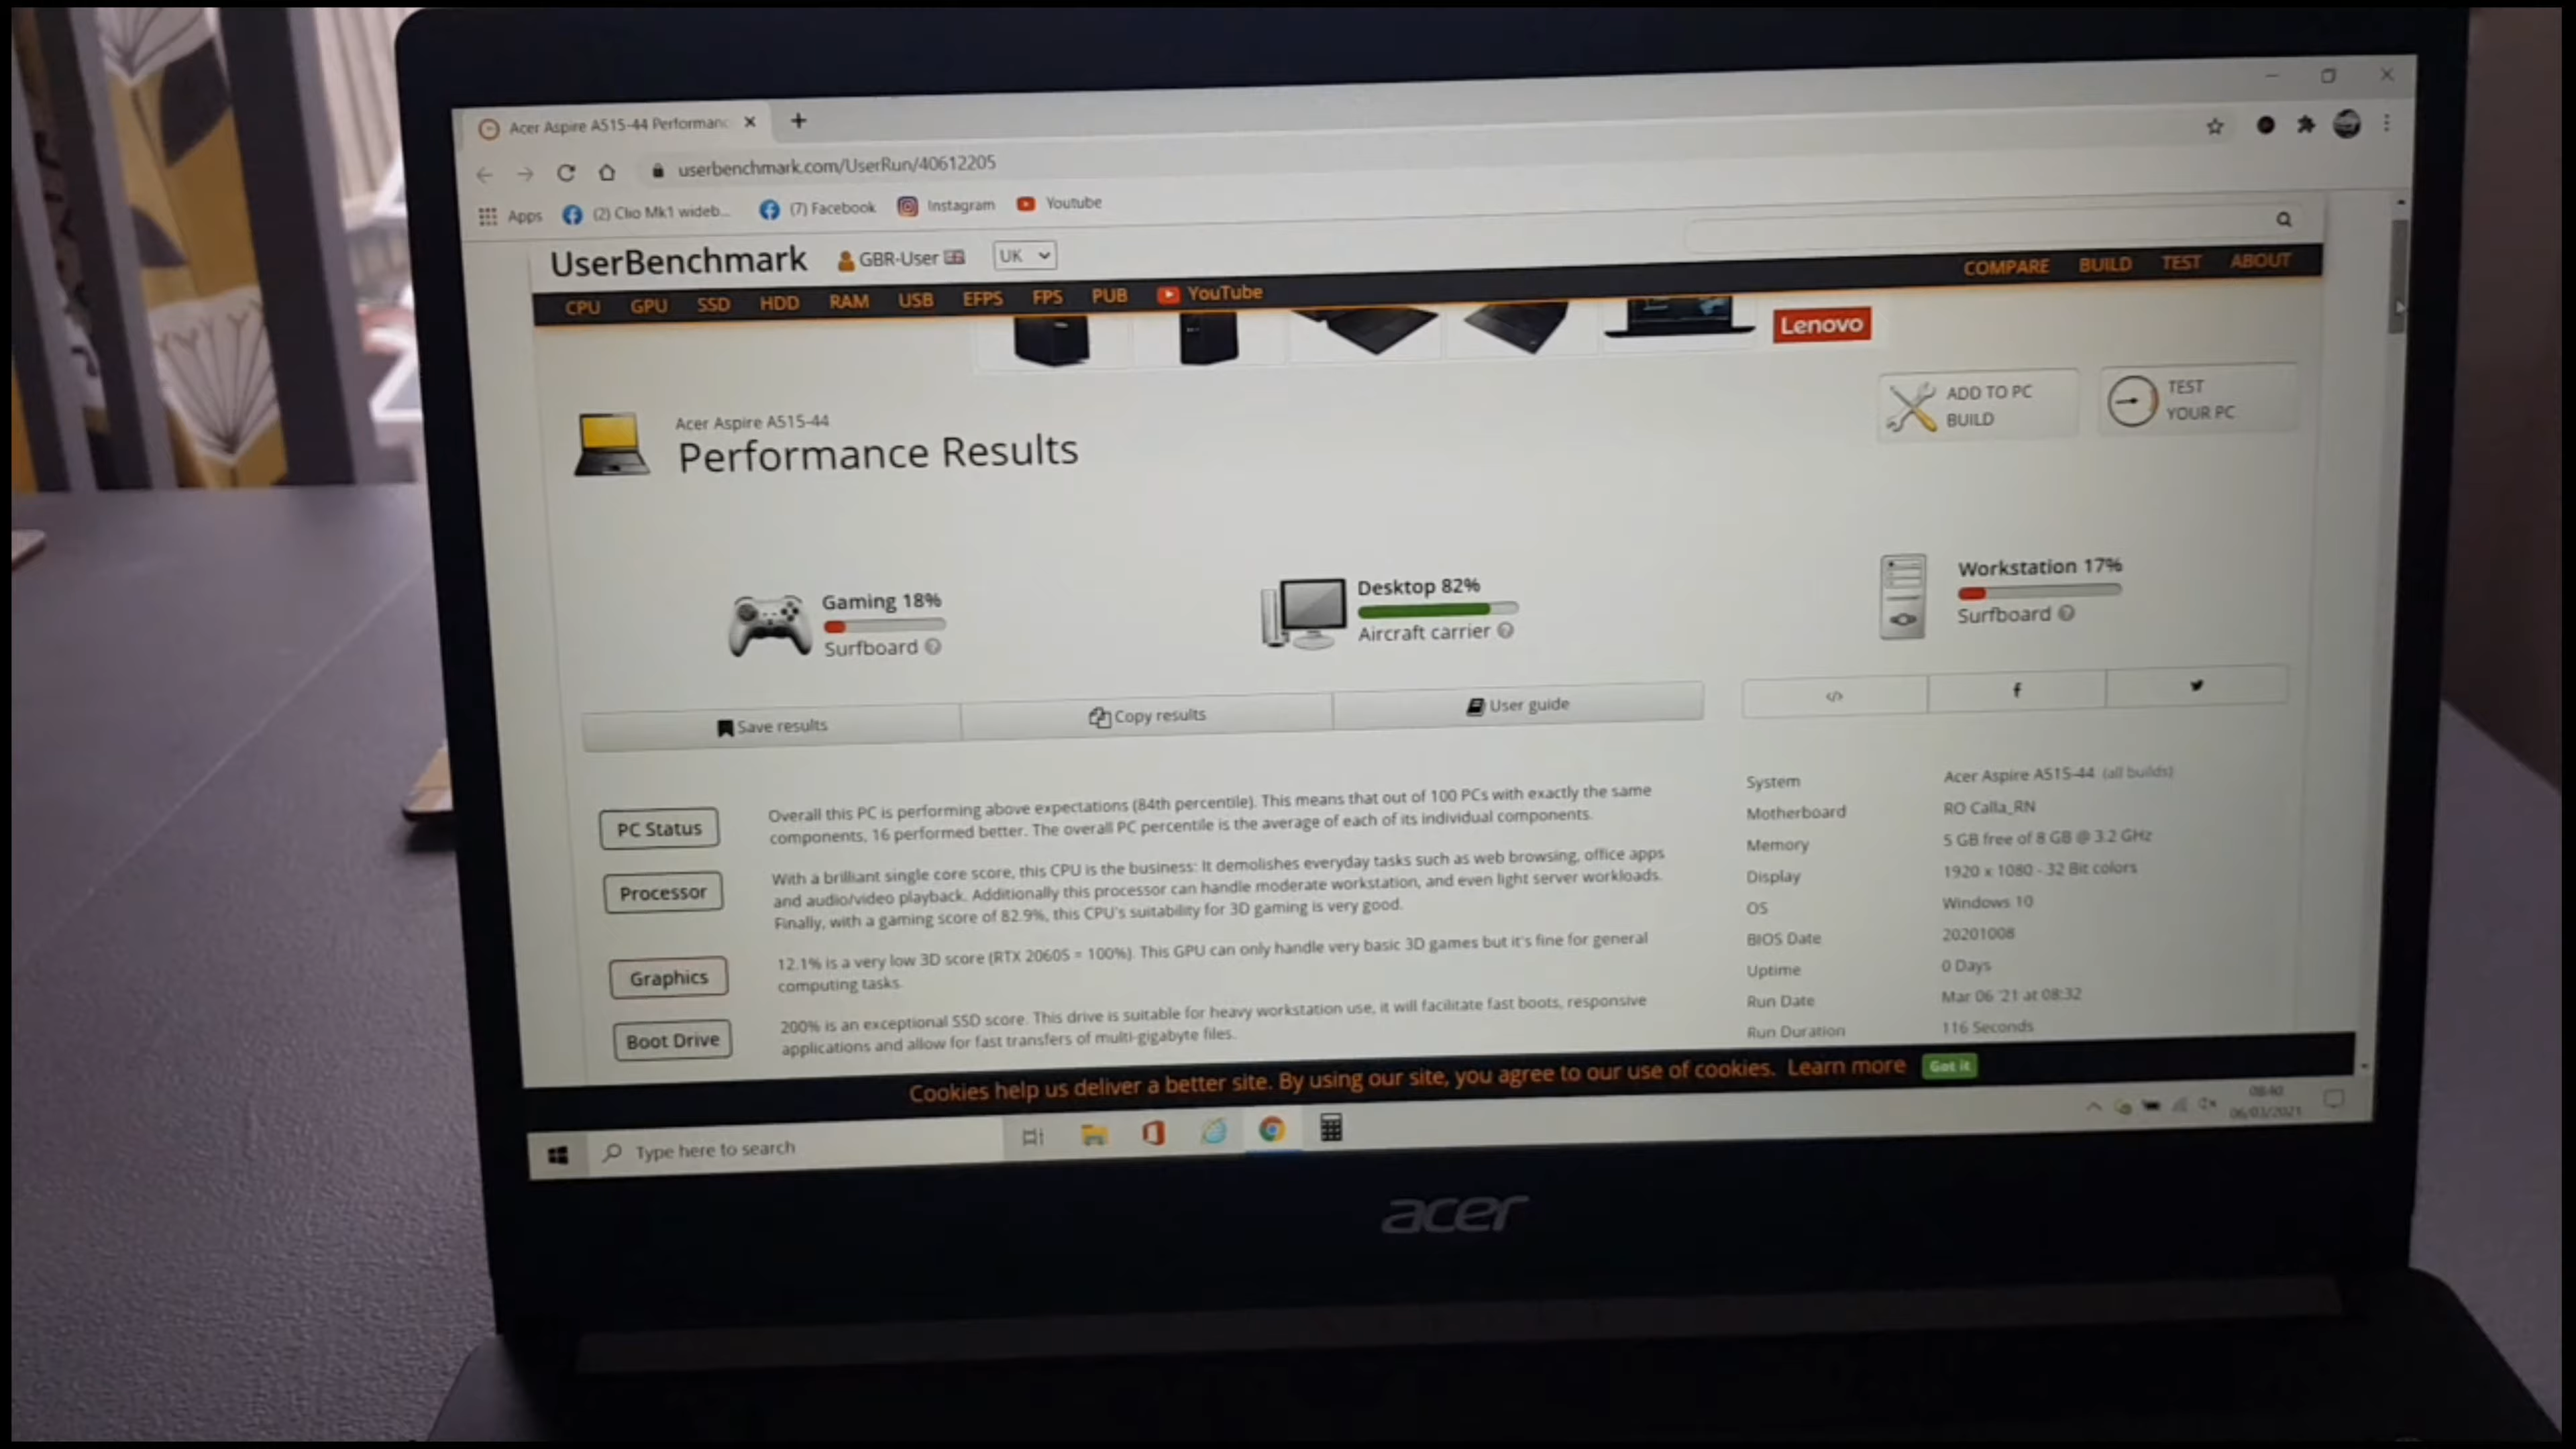 Acer Aspire A515-44 Performanc
userbenchmark.com/UserRun/40612205
Apps (2) Clio Mk1 wideb... (7) Facebook Instagram Youtube
UserBenchmark GBR-User UK
COMPARE BUILD TEST ABOUT
CPU GPU SSD HDD RAM USB EFPS FPS PUB YouTube
Lenovo
ADD TO PC BUILD
TEST YOUR PC
Acer Aspire A515-44
Performance Results
Gaming 18%
Surfboard
Desktop 82%
Aircraft carrier
Workstation 17%
Surfboard
Save results Copy results User guide
PC Status
Overall this PC is performing above expectations (84th percentile). This means that out of 100 PCs with exactly the same
components, 16 performed better. The overall PC percentile is the average of each of its individual components.
Processor
With a brilliant single core score, this CPU is the business: It demolishes everyday tasks such as web browsing, office apps
and audio/video playback. Additionally this processor can handle moderate workstation, and even light server workloads.
Finally, with a gaming score of 82.9%, this CPU's suitability for 3D gaming is very good.
Graphics
12.1% is a very low 3D score (RTX 2060S = 100%). This GPU can only handle very basic 3D games but it's fine for general
computing tasks.
Boot Drive
200% is an exceptional SSD score. This drive is suitable for heavy workstation use, it will facilitate fast boots, responsive
applications and allow for fast transfers of multi-gigabyte files.
System Acer Aspire A515-44 (all builds)
Motherboard RO Calla_RN
Memory 5 GB free of 8 GB @ 3.2 GHz
Display 1920 x 1080 - 32 Bit colors
OS Windows 10
BIOS Date 20201008
Uptime 0 Days
Run Date Mar 06 '21 at 08:32
Run Duration 116 Seconds
Cookies help us deliver a better site. By using our site, you agree to our use of cookies. Learn more Got it
Type here to search
08:40
06/03/2021
acer